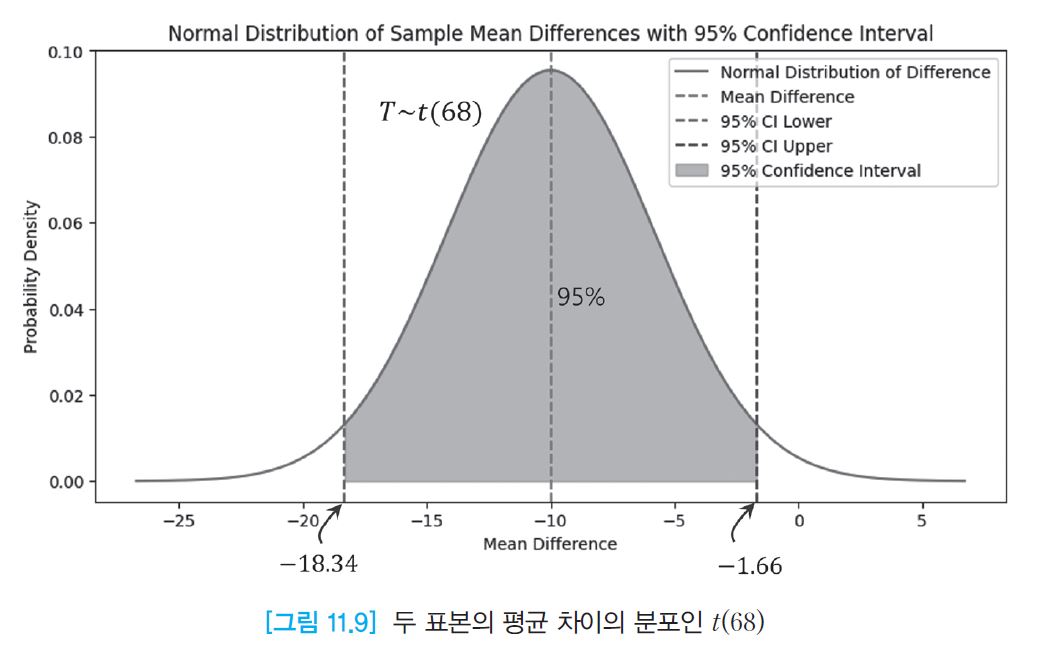 Normal Distribution of Sample Mean Differences with 95% Confidence Interval
0.10
0.08
0.06
0.04
0.02
0.00
Probability Density
T~t(68)
Normal Distribution of Difference
Mean Difference
95% CI Lower
95% CI Upper
95% Confidence Interval
95%
−25 −20 −15 −10 −5 0 5
Mean Difference
−18.34
−1.66
[그림 11.9] 두 표본의 평균 차이의 분포인 t(68)